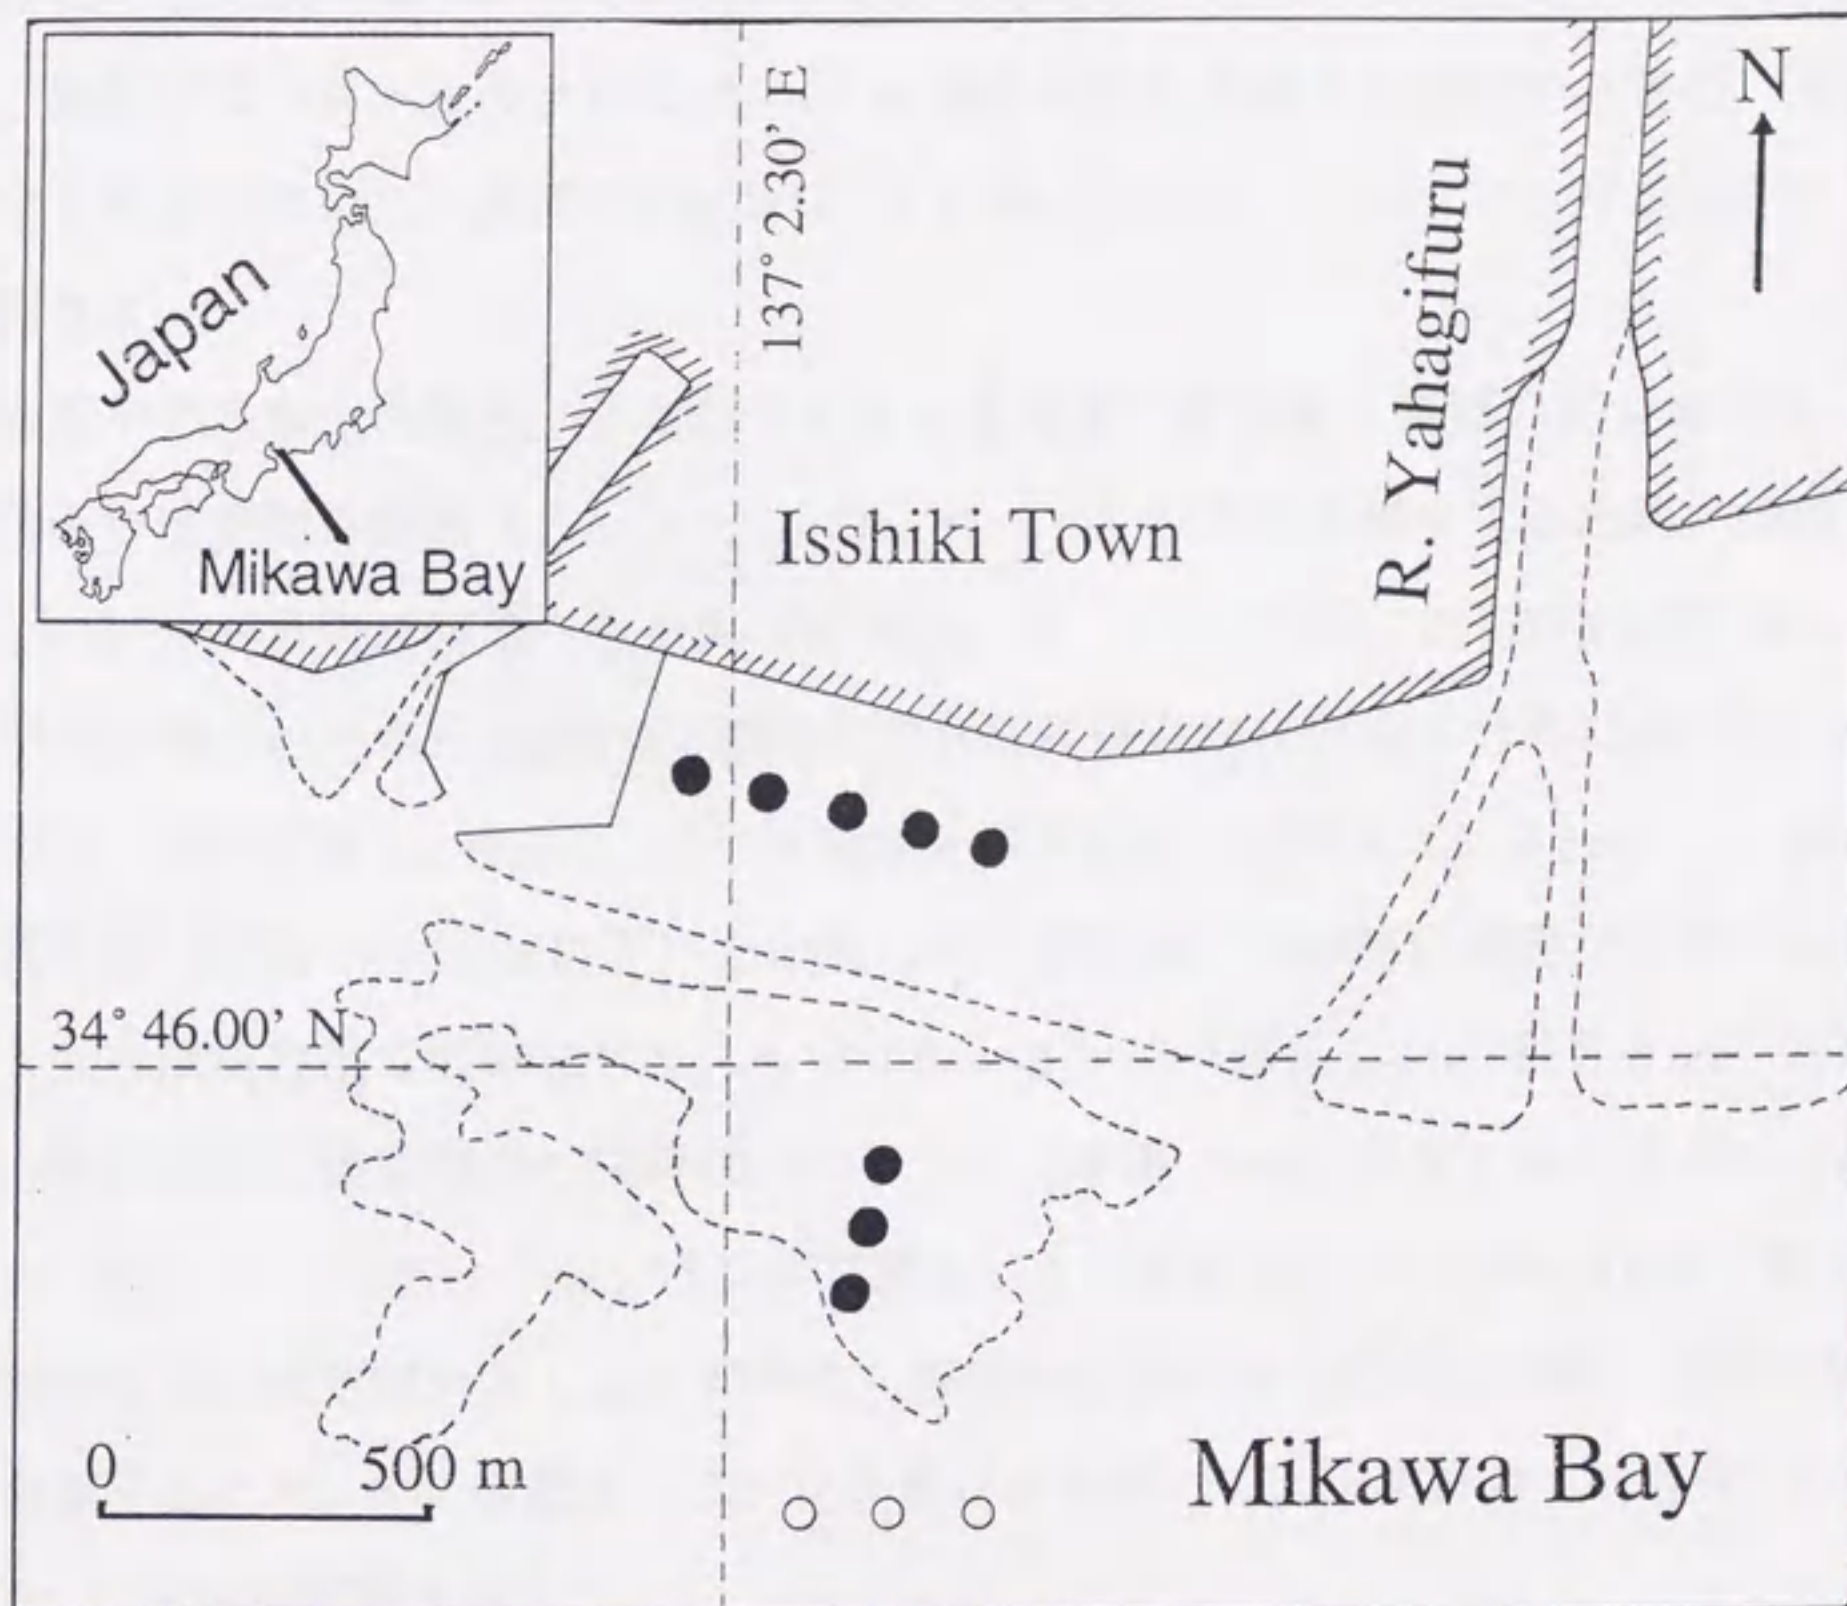 N
137° 2.30' E
Japan
R. Yahagifuru
Isshiki Town
Mikawa Bay
34° 46.00' N
0 500 m
Mikawa Bay